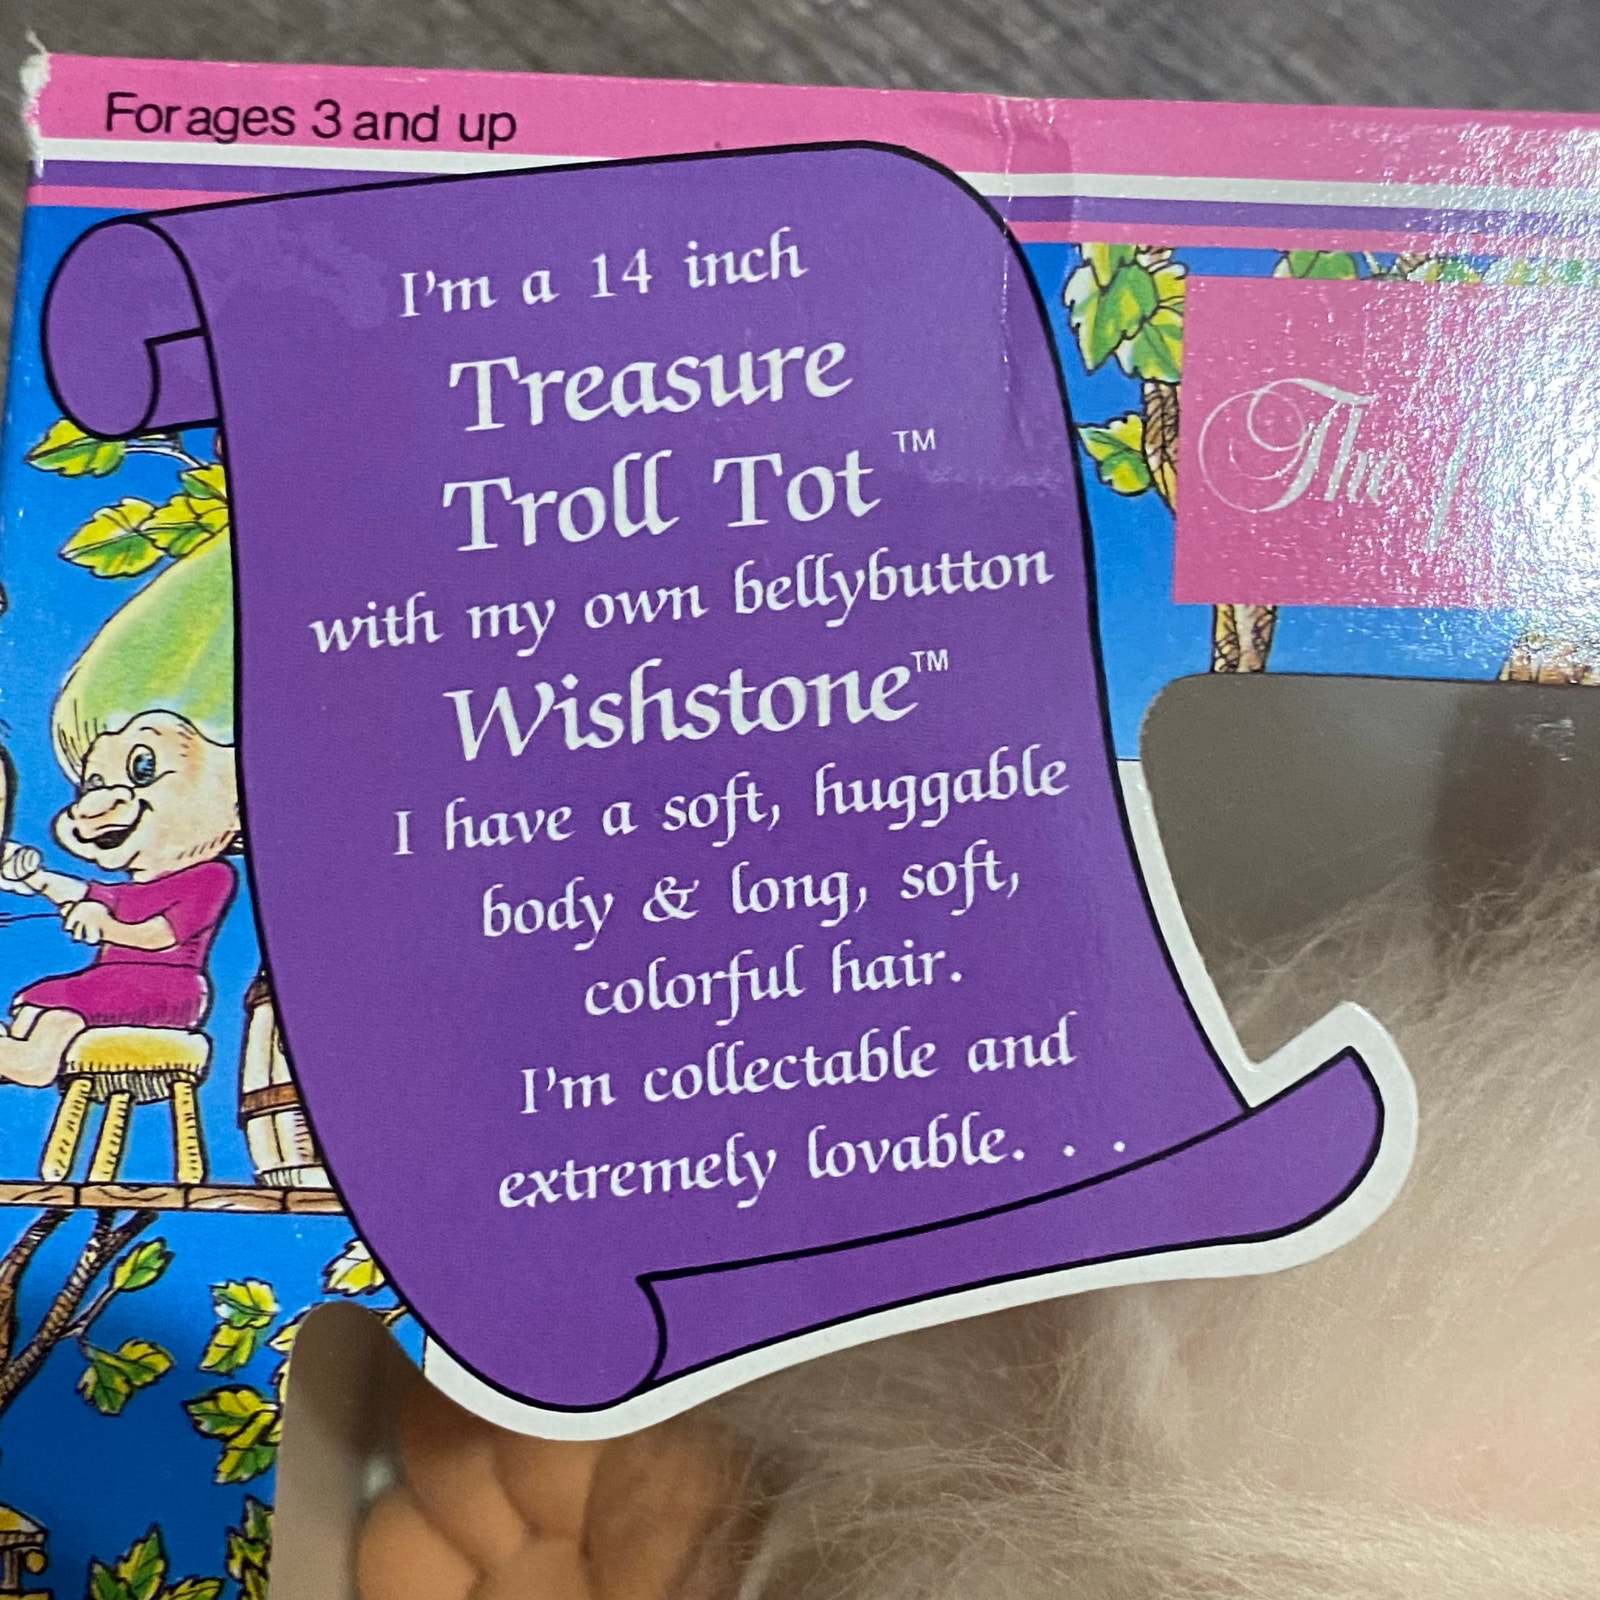 For ages 3 and up
I'm a 14 inch
Treasure
Troll Tot™
with my own bellybutton
Wishstone™
I have a soft, huggable
body & long, soft,
colorful hair.
I'm collectable and
extremely lovable. . .
The